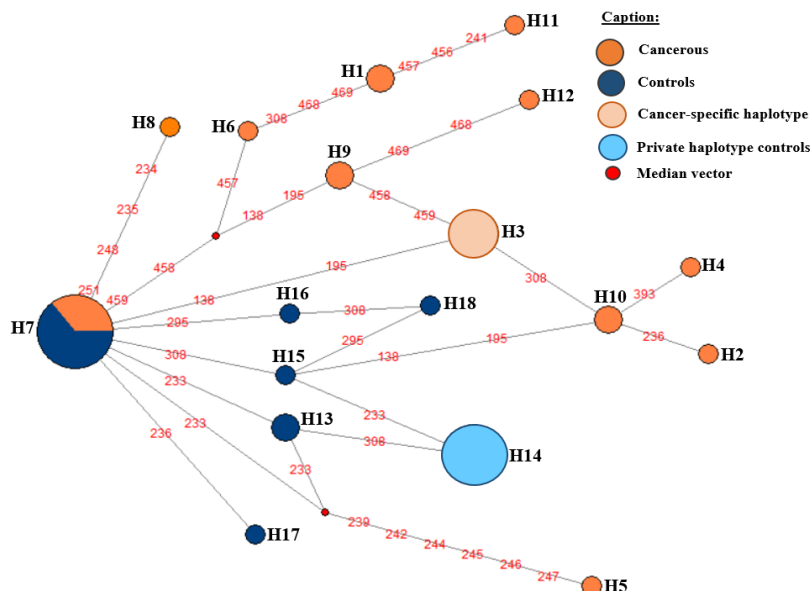 H11
Caption:
241
456
457
H1
Cancerous
469
468
308
H12
Controls
H8
H6
468
Cancer-specific haplotype
H9
469
234
Private haplotype controls
457
195
458
Median vector
235
138
459
H3
248
458
195
308
H4
251
459
138
H16
308
H18
H10
393
H7
295
295
195
236
H2
308
H15
138
233
233
H13
233
236
233
308
H14
233
H17
239
242
244
245
246
247
H5